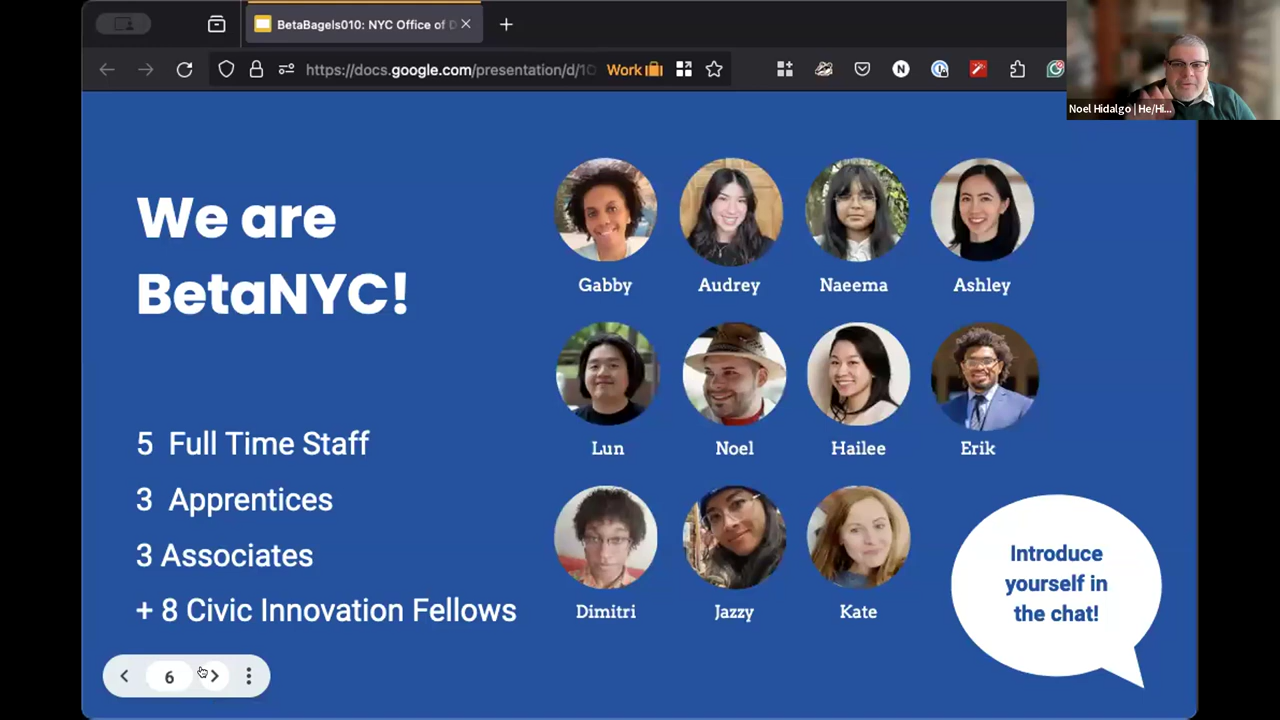 BetaBagels010: NYC Office of D
https://docs.google.com/presentation/d/1
Work
Noel Hidalgo | He/Hi...
We are
BetaNYC!
Gabby
Audrey
Naeema
Ashley
Lun
Noel
Hailee
Erik
5 Full Time Staff
3 Apprentices
3 Associates
+ 8 Civic Innovation Fellows
Dimitri
Jazzy
Kate
Introduce
yourself in
the chat!
6